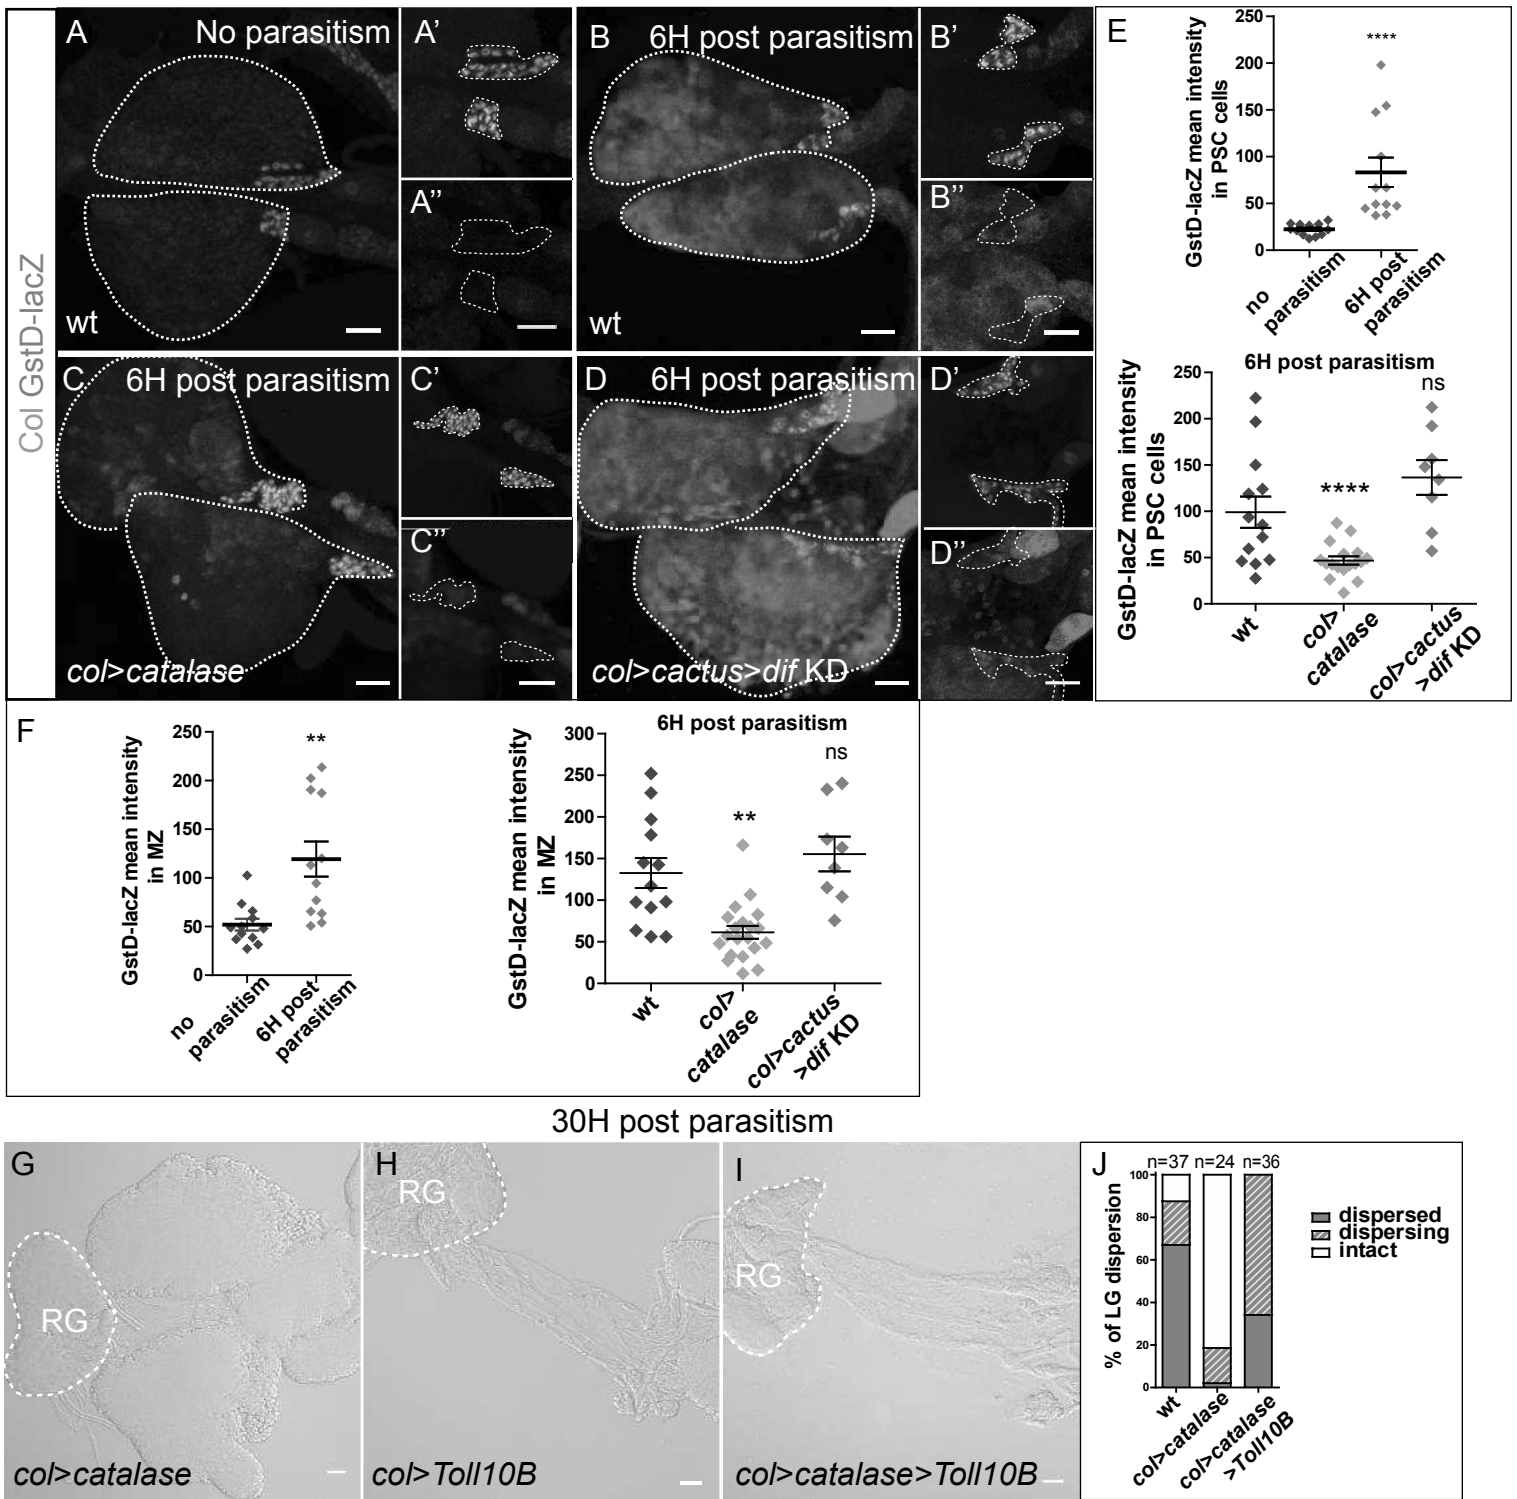 Col GstD-lacZ
A
No parasitism
wt
A'
A''
B
6H post parasitism
wt
B'
B''
C
6H post parasitism
col>catalase
C'
C''
D
6H post parasitism
col>cactus>dif KD
D'
D''
E
GstD-lacZ mean intensity
in PSC cells
250
200
150
100
50
0
****
no
parasitism
6H post
parasitism
6H post parasitism
GstD-lacZ mean intensity
in PSC cells
250
200
150
100
50
0
****
ns
wt
col>
catalase
col>cactus
>dif KD
F
GstD-lacZ mean intensity
in MZ
250
200
150
100
50
0
**
no
parasitism
6H post
parasitism
6H post parasitism
GstD-lacZ mean intensity
in MZ
300
250
200
150
100
50
0
**
ns
wt
col>
catalase
col>cactus
>dif KD
30H post parasitism
G
RG
col>catalase
H
RG
col>Toll10B
I
RG
col>catalase>Toll10B
J
n=37 n=24 n=36
% of LG dispersion
100
80
60
40
20
0
wt
col>catalase
col>catalase
>Toll10B
dispersed
dispersing
intact